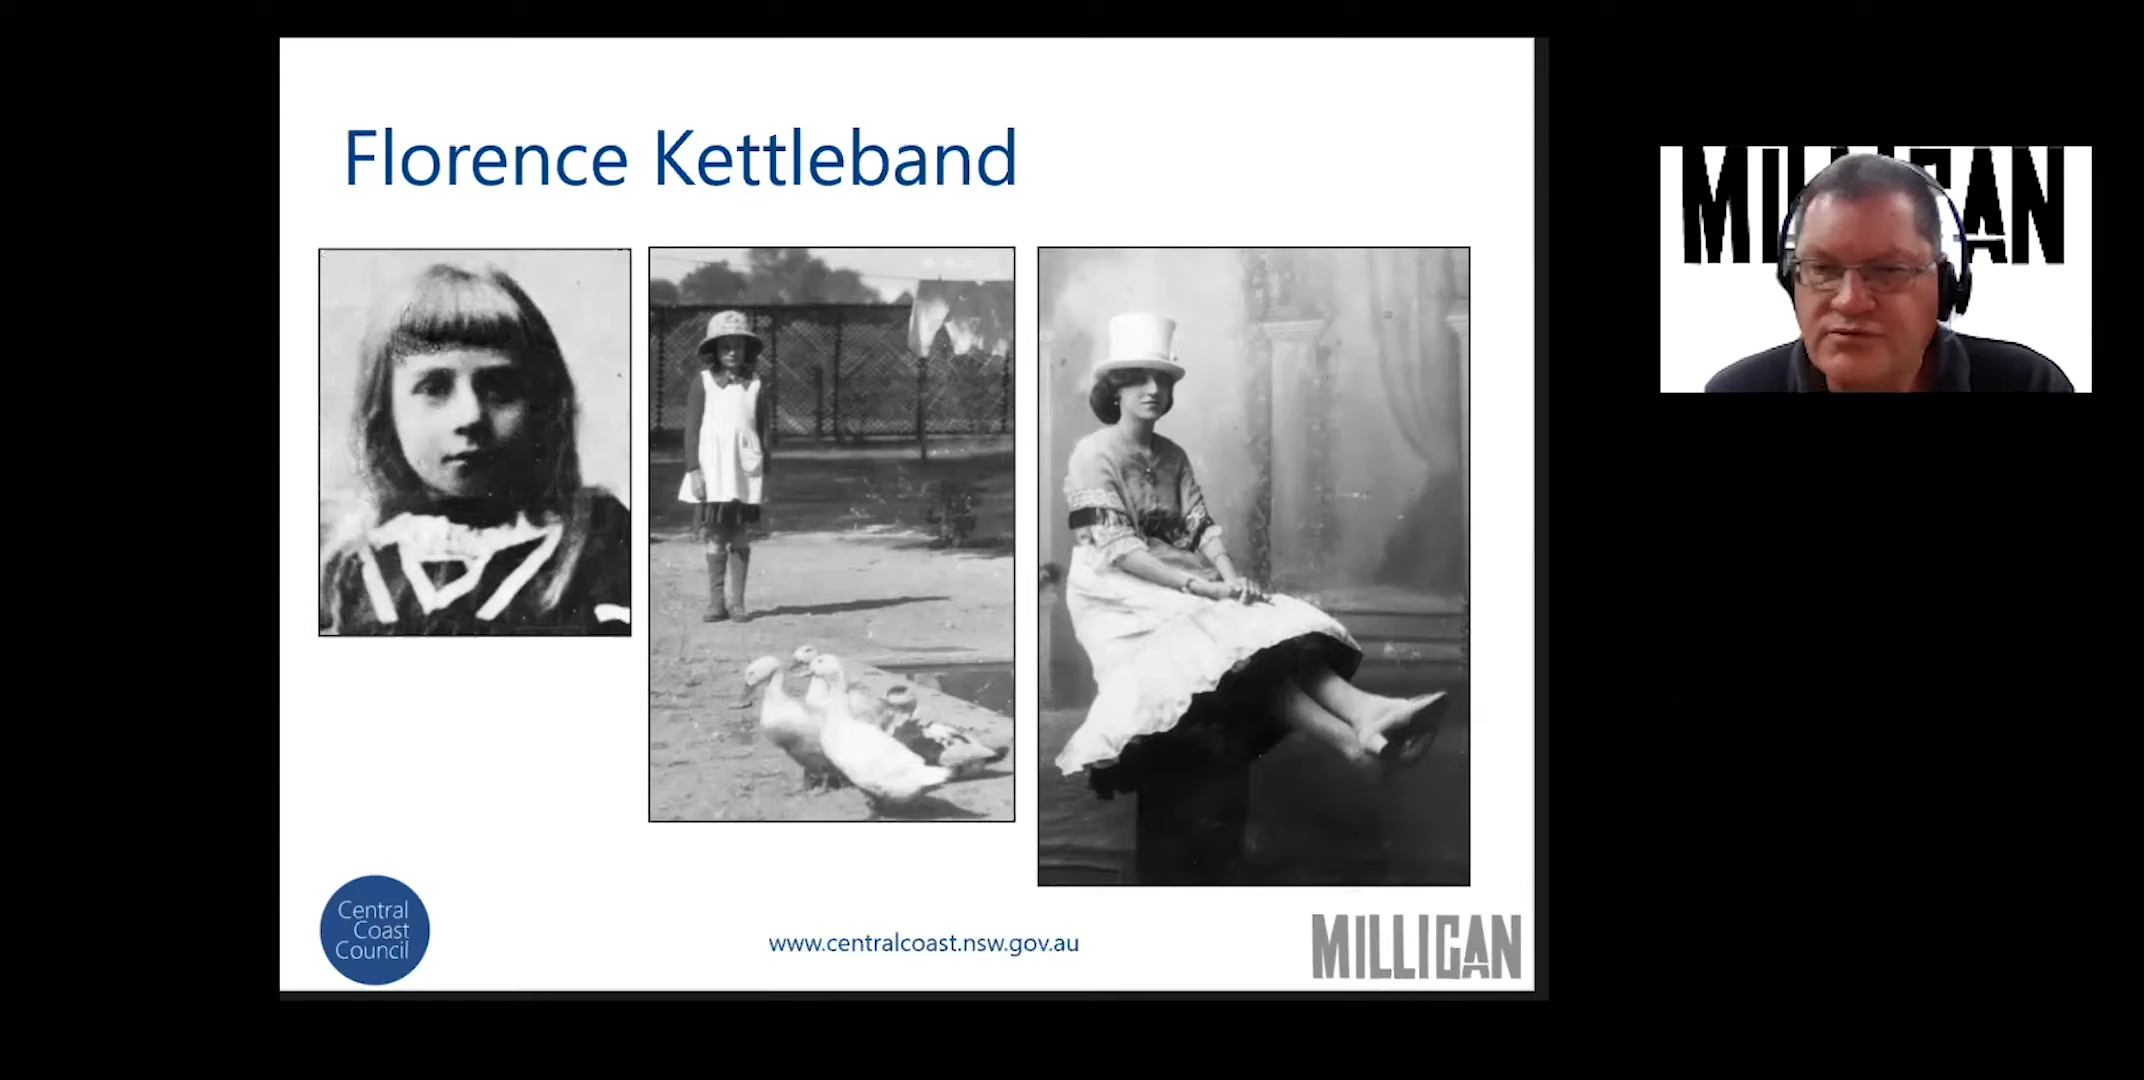 Florence Kettleband
MILLIGAN
Central
Coast
Council
www.centralcoast.nsw.gov.au
MILLIGAN